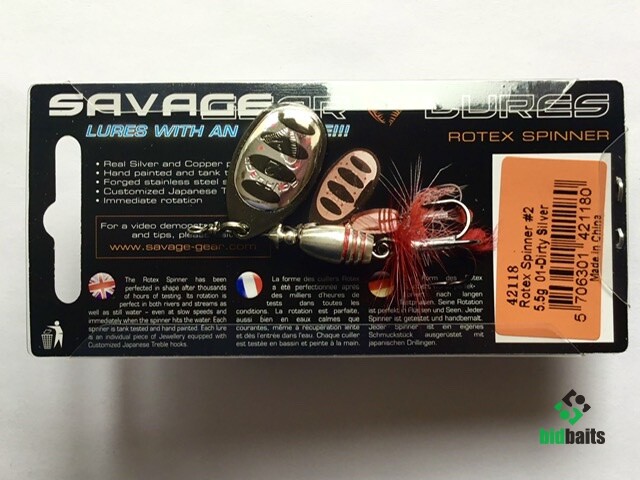 SAVAGE GEAR LURES
LURES WITH AN !!!
ROTEX SPINNER
• Real Silver and Copper
• Hand painted and tank
• Forged stainless steel
• Customized Japanese
• Immediate rotation
For a video
and tips,
www.savage-gear.com
The Rotex Spinner has been
perfected in shape after thousands
of hours of testing. Its rotation is
perfect in both rivers and streams as
well as still water - even at slow speeds and
immediately when the spinner hits the water. Each
spinner is tank tested and hand painted. Each lure
is an individual piece of Jewellery equipped with
Customized Japanese Treble hooks.
La forme des Rotex
a été perfectionnée après
des milliers d'heures de
tests dans toutes les
conditions. La rotation est parfaite,
aussi bien en eaux calmes que
courantes, même à récupération lente
et dès l'entrée dans l'eau. Chaque cuiller
est testée en bassin et peinte à la main.
des Rotex
nach langen
Seine Rotation
ist perfekt in Flüssen und Seen. Jeder
Spinner ist getestet und handbemalt.
Jeder Spinner ist ein eigenes
Schmuckstück ausgerüstet mit
japanischen Drillingen.
42118
Rotex Spinner #2
5.5g 01-Dirty Silver
5 706301 421180
Made in China
bidbaits